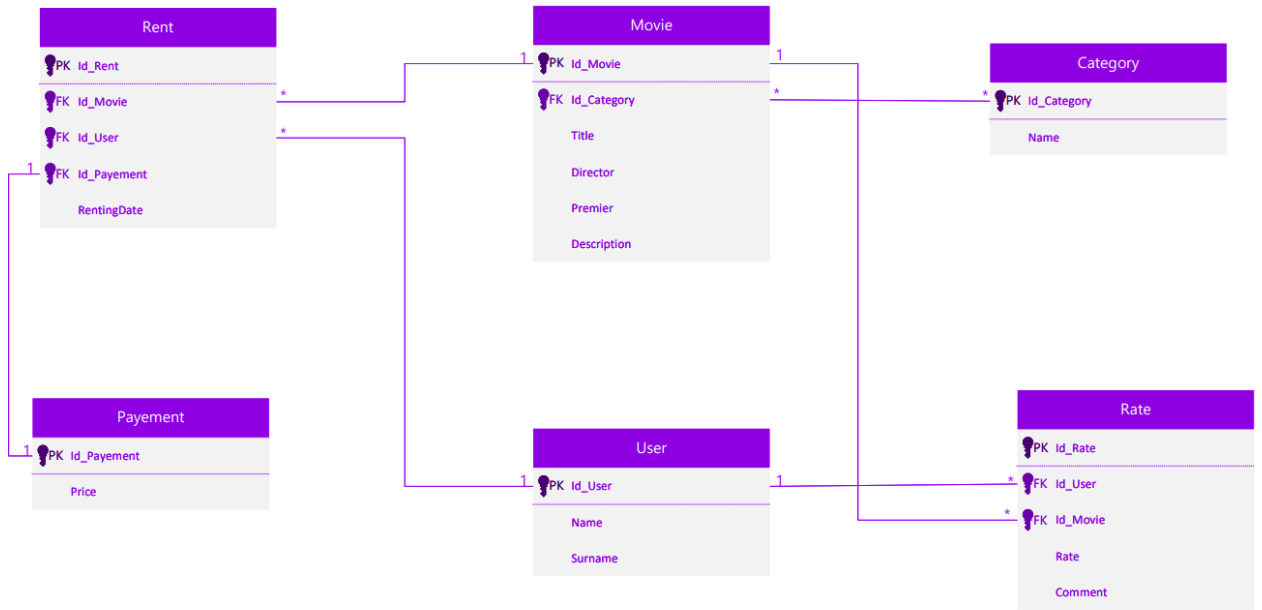 Rent
PK Id_Rent
FK Id_Movie
FK Id_User
FK Id_Payement
RentingDate
*
*
1
Movie
PK Id_Movie
FK Id_Category
Title
Director
Premier
Description
1
1
*
Category
PK Id_Category
Name
*
Payement
PK Id_Payement
Price
1
User
PK Id_User
Name
Surname
1
1
Rate
PK Id_Rate
FK Id_User
FK Id_Movie
Rate
Comment
*
*